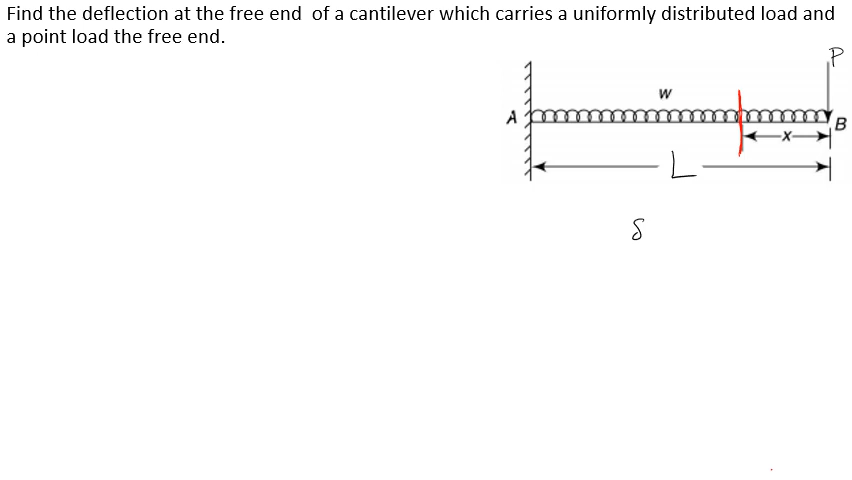 Find the deflection at the free end of a cantilever which carries a uniformly distributed load and
a point load the free end.
P
w
A
B
x
L
δ